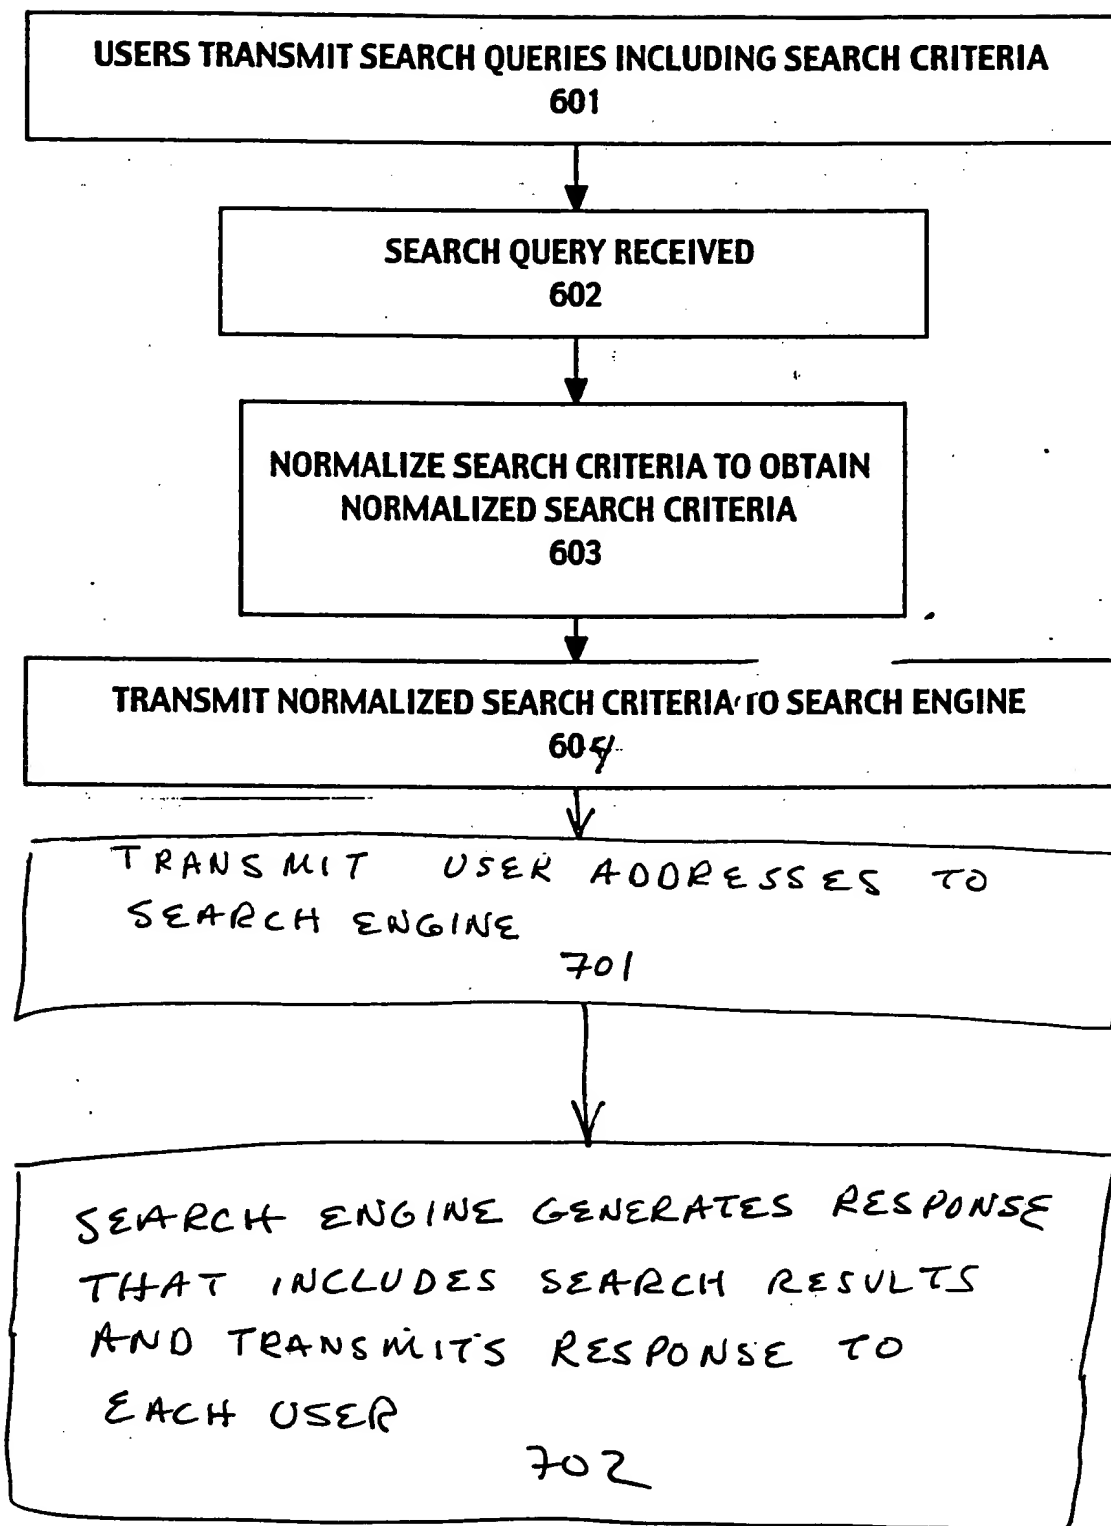 USERS TRANSMIT SEARCH QUERIES INCLUDING SEARCH CRITERIA
601
SEARCH QUERY RECEIVED
602
NORMALIZE SEARCH CRITERIA TO OBTAIN
NORMALIZED SEARCH CRITERIA
603
TRANSMIT NORMALIZED SEARCH CRITERIA TO SEARCH ENGINE
604
TRANSMIT USER ADDRESSES TO
SEARCH ENGINE
701
SEARCH ENGINE GENERATES RESPONSE
THAT INCLUDES SEARCH RESULTS
AND TRANSMITS RESPONSE TO
EACH USER
702